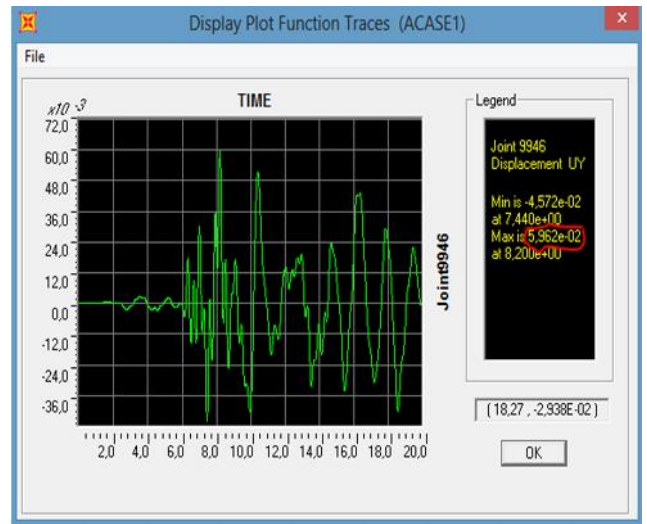 Display Plot Function Traces (ACASE1)
File
TIME
x10 -3
72,0
60,0
48,0
36,0
24,0
12,0
0,0
-12,0
-24,0
-36,0
2,0 4,0 6,0 8,0 10,0 12,0 14,0 16,0 18,0 20,0
Joint9946
Legend
Joint 9946
Displacement UY
Min is -4,572e-02
at 7,440e+00
Max is 5,962e-02
at 8,200e+00
( 18,27 , -2,938E-02 )
OK